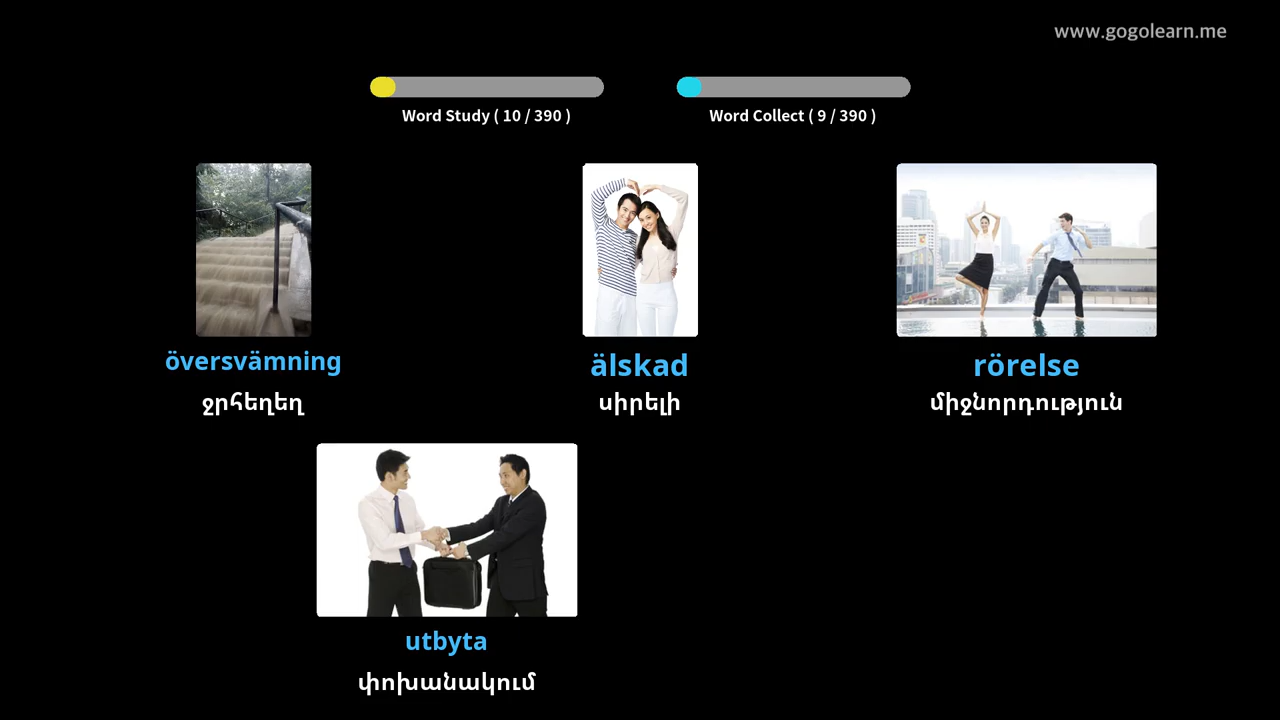 www.gogolearn.me
Word Study ( 10 / 390 )
Word Collect ( 9 / 390 )
översvämning
älskad
rörelse
ջրհեղեղ
սիրելի
միջնորդություն
utbyta
փոխանակում